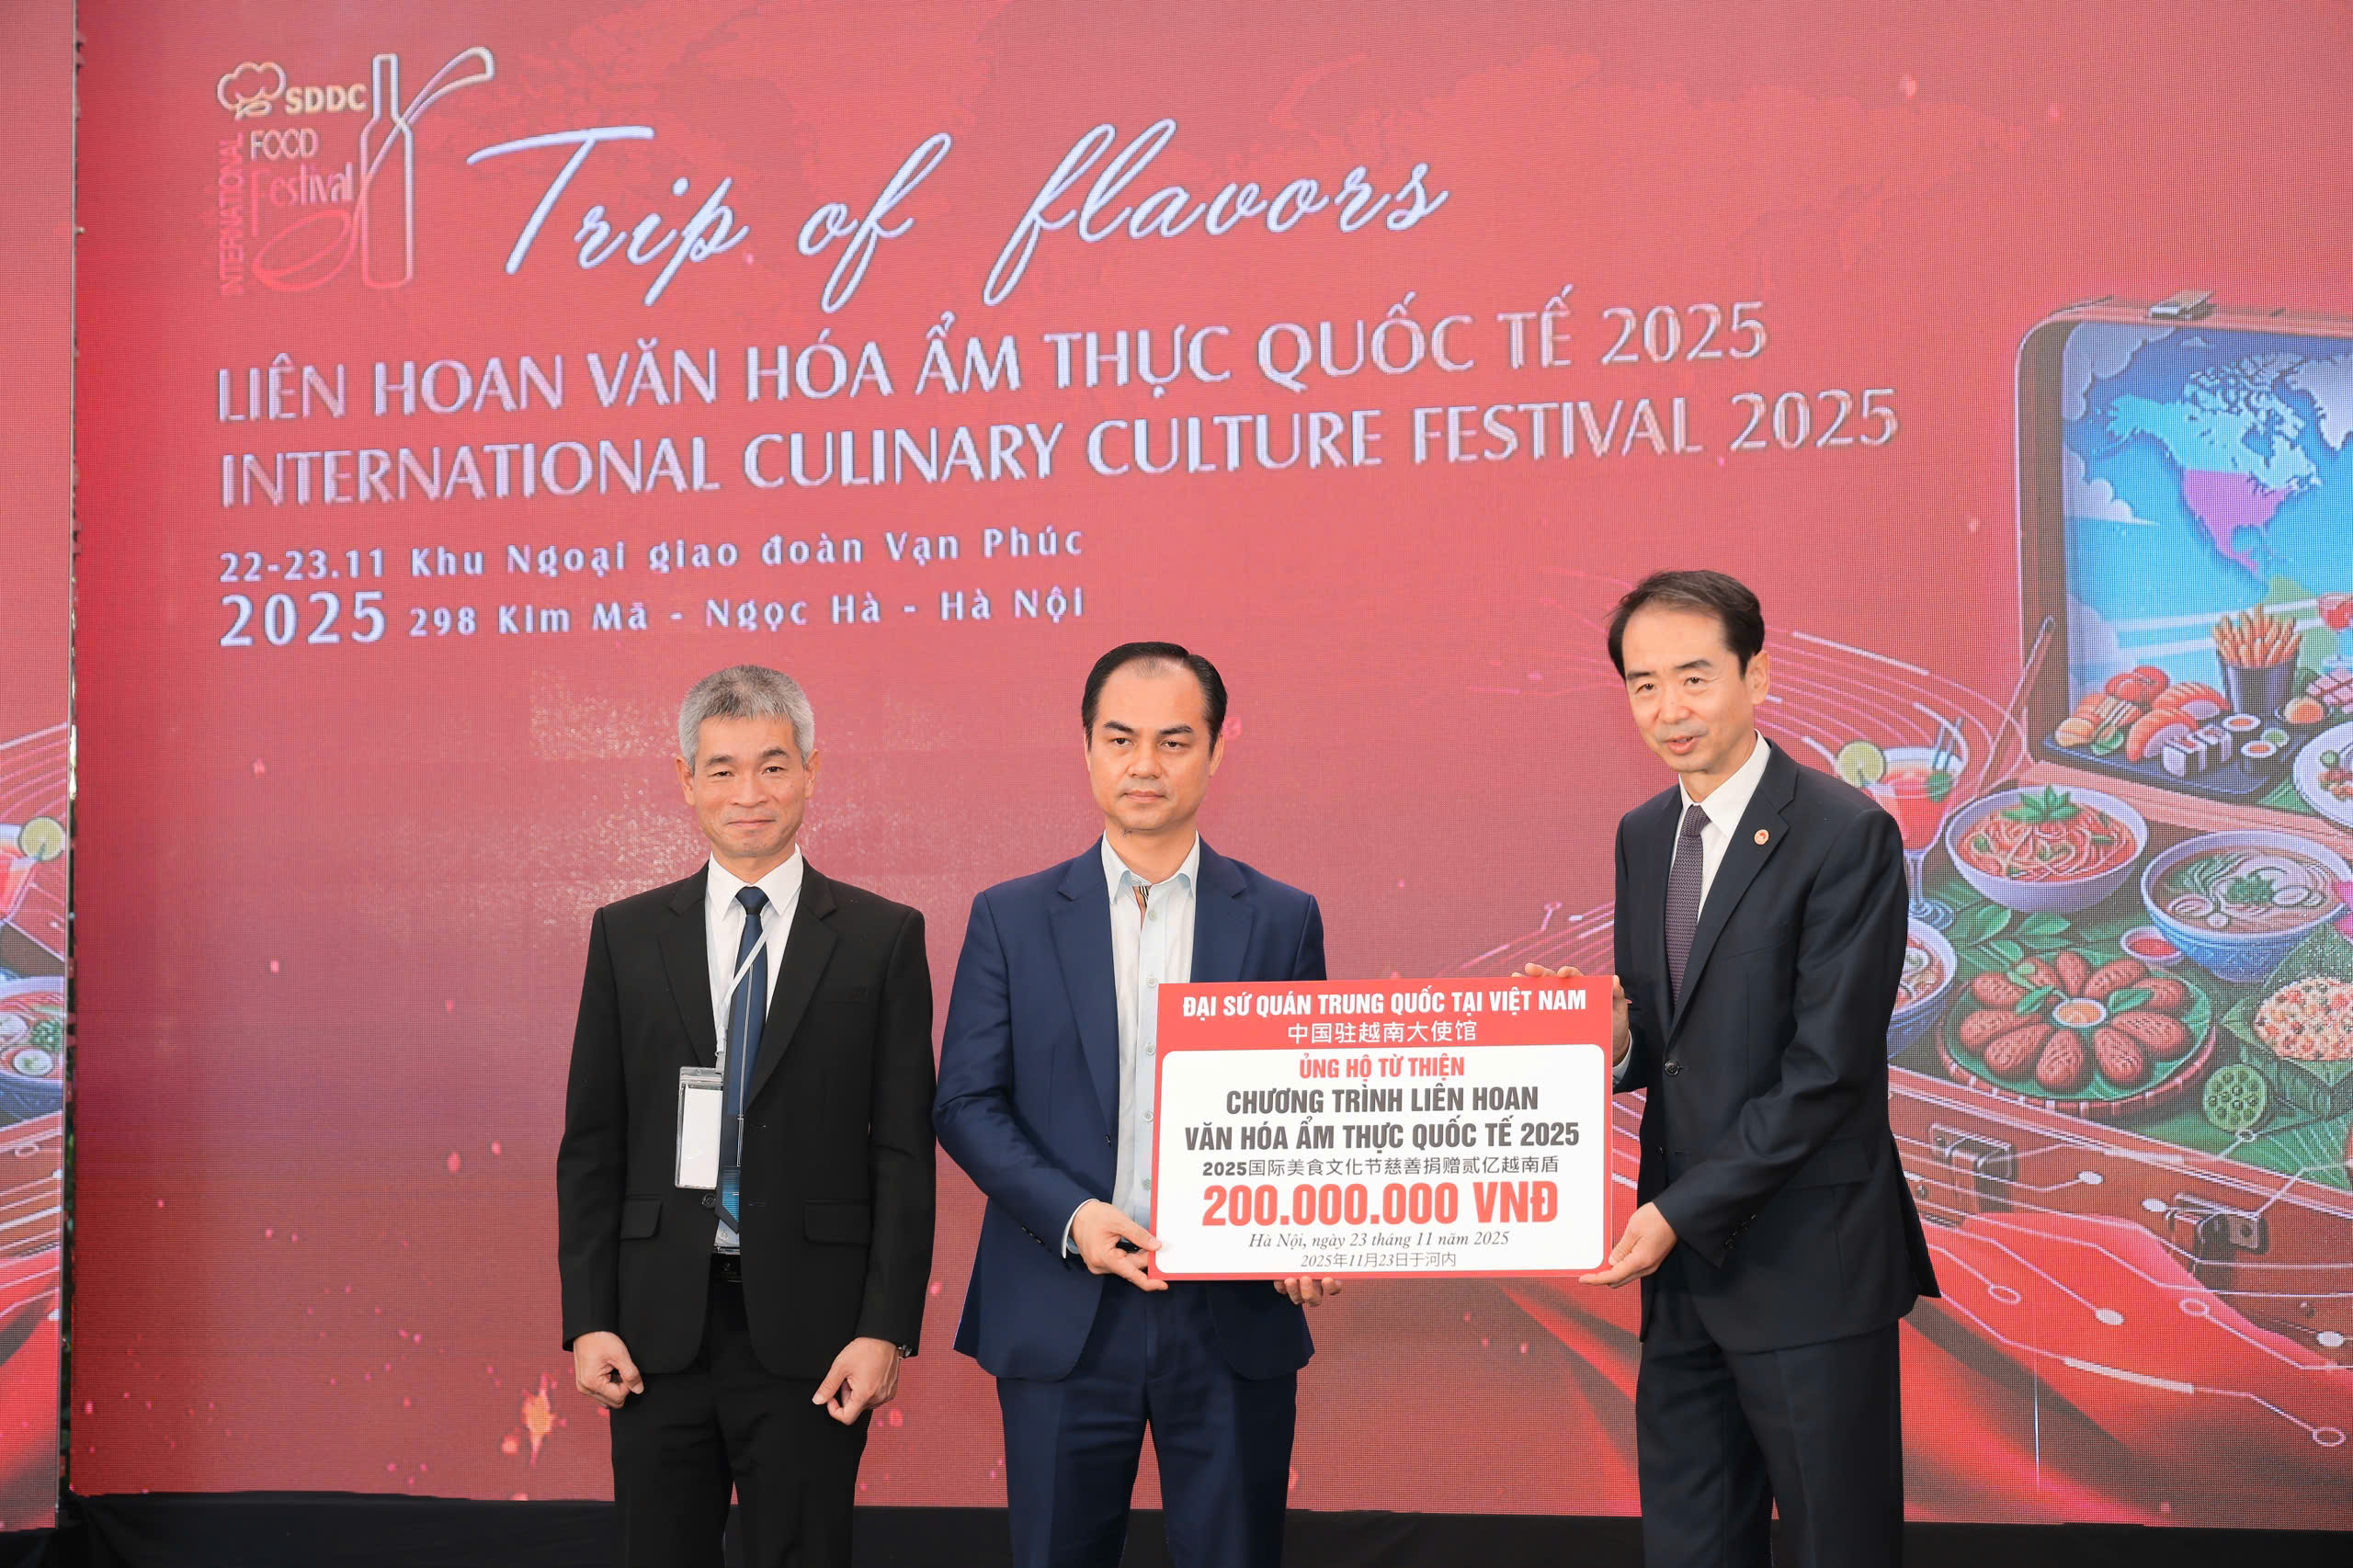 SDDC
FOOD
Festival
INTERNATIONAL
Trip of flavors
LIÊN HOAN VĂN HÓA ẨM THỰC QUỐC TẾ 2025
INTERNATIONAL CULINARY CULTURE FESTIVAL 2025
22-23.11 Khu Ngoại giao đoàn Vạn Phúc
2025 298 Kim Mã - Ngọc Hà - Hà Nội
ĐẠI SỨ QUÁN TRUNG QUỐC TẠI VIỆT NAM
中国驻越南大使馆
ỦNG HỘ TỪ THIỆN
CHƯƠNG TRÌNH LIÊN HOAN
VĂN HÓA ẨM THỰC QUỐC TẾ 2025
2025国际美食文化节慈善捐赠贰亿越南盾
200.000.000 VNĐ
Hà Nội, ngày 23 tháng 11 năm 2025
2025年11月23日于河内